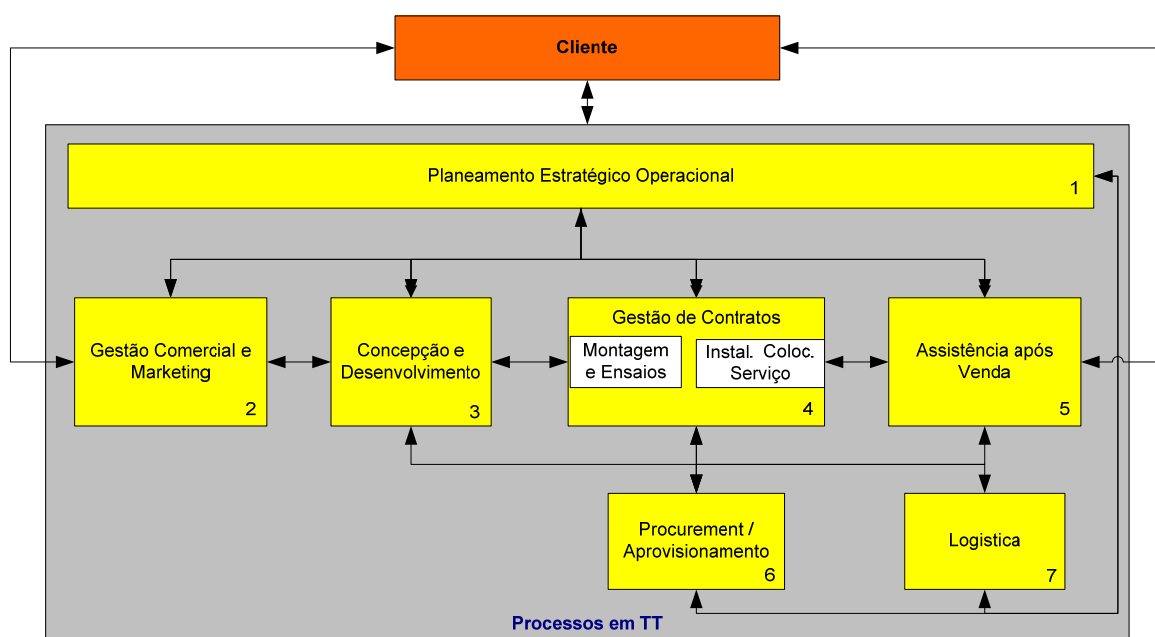 Cliente
Planeamento Estratégico Operacional
1
Gestão Comercial e
Marketing
2
Concepção e
Desenvolvimento
3
Gestão de Contratos
Montagem
e Ensaios
Instal. Coloc.
Serviço
4
Assistência após
Venda
5
Procurement /
Aprovisionamento
6
Logistica
7
Processos em TT